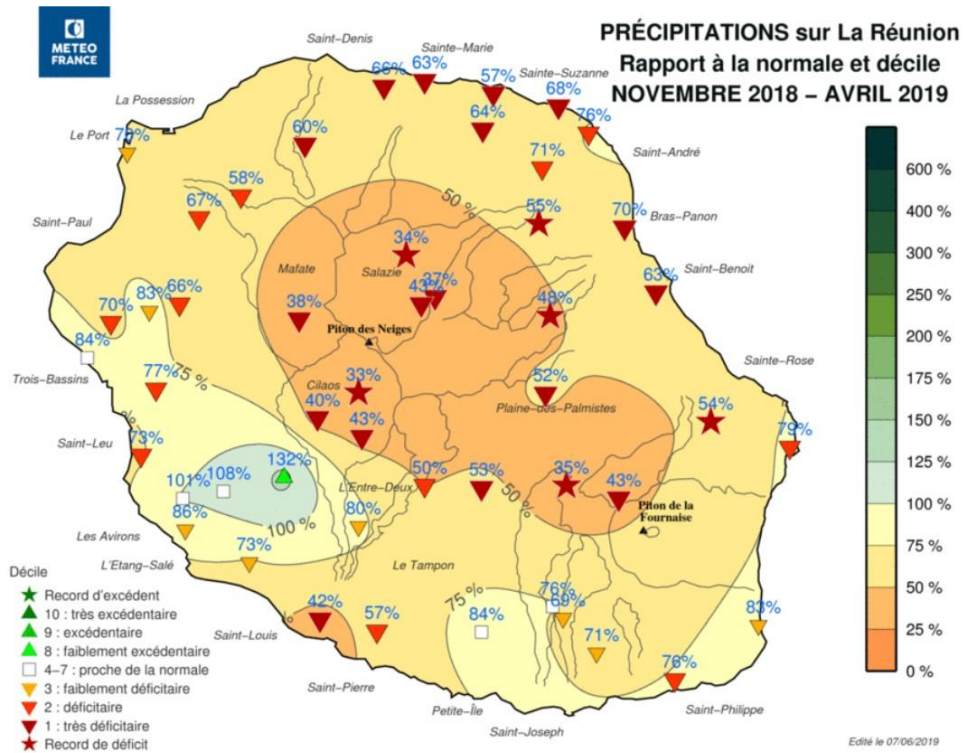 METEO
FRANCE
PRÉCIPITATIONS sur La Réunion
Rapport à la normale et décile
NOVEMBRE 2018 – AVRIL 2019
Saint–Denis
Sainte–Marie
63%
66%
57%
Sainte–Suzanne
68%
La Possession
76%
64%
60%
Le Port
Saint–André
71%
58%
67%
50 %
55%
70%
Bras–Panon
Saint–Paul
34%
Mafate
Salazie
37%
43%
63%
Saint–Benoit
83%
66%
70%
38%
48%
Piton des Neiges
84%
Trois–Bassins
75 %
77%
Cilaos
33%
52%
Sainte–Rose
40%
Plaine–des–Palmistes
54%
%
Saint–Leu
73%
43%
79%
132%
108%
101%
L'Entre–Deux
50%
53%
35%
43%
50 %
86%
100 %
80%
Piton de la
Fournaise
Les Avirons
73%
L'Etang–Salé
Le Tampon
75 %
76%
69%
84%
83%
42%
57%
%
71%
Saint–Louis
76%
Saint–Pierre
Petite–Île
Saint–Joseph
Saint–Philippe
600 %
400 %
300 %
250 %
200 %
175 %
150 %
125 %
100 %
75 %
50 %
25 %
0 %
Décile
Record d'excédent
10 : très excédentaire
9 : excédentaire
8 : faiblement excédentaire
4–7 : proche de la normale
3 : faiblement déficitaire
2 : déficitaire
1 : très déficitaire
Record de déficit
Edité le 07/06/2019